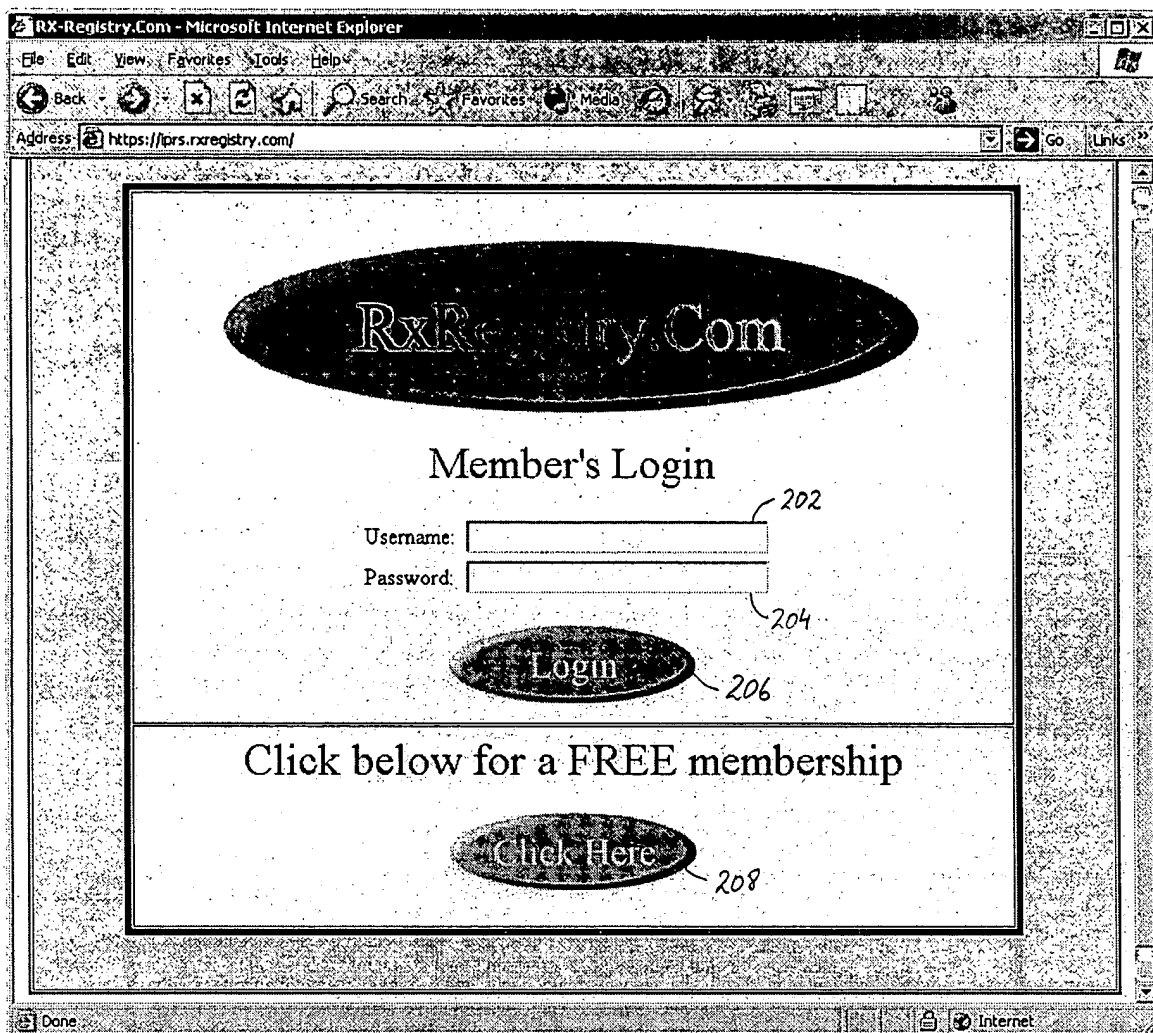 RX-Registry.Com - Microsoft Internet Explorer
File Edit View Favorites Tools Help
Back Search Favorites Media
Address https://iprs.rxregistry.com/ Go Links »
RxRegistry.Com
Member's Login
202
Username:
Password:
204
Login
206
Click below for a FREE membership
Click Here
208
Done Internet